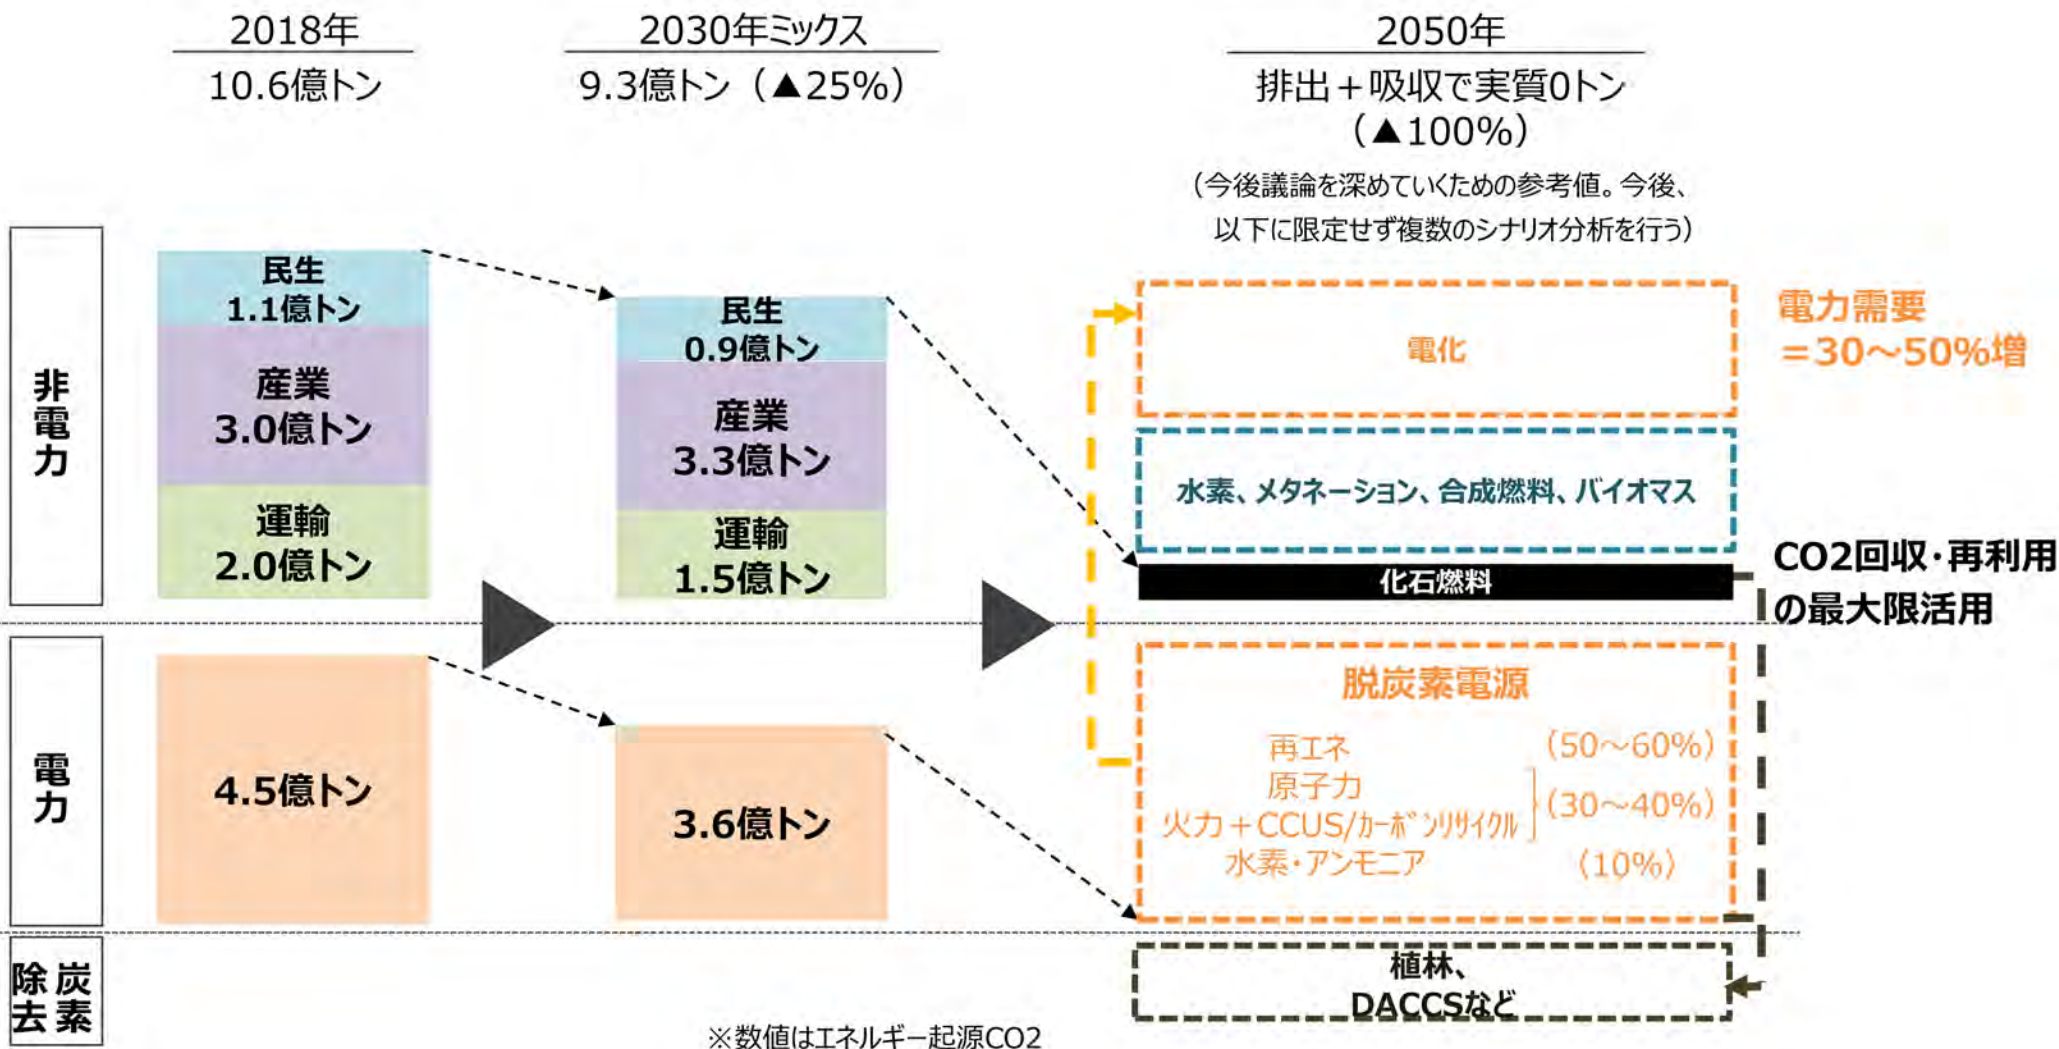 2018年
10.6億トン
2030年ミックス
9.3億トン（▲25%）
2050年
排出＋吸収で実質0トン
（▲100%）
（今後議論を深めていくための参考値。今後、
以下に限定せず複数のシナリオ分析を行う）
非電力
民生
1.1億トン
産業
3.0億トン
運輸
2.0億トン
民生
0.9億トン
産業
3.3億トン
運輸
1.5億トン
電化
電力需要
＝30～50%増
水素、メタネーション、合成燃料、バイオマス
化石燃料
CO2回収・再利用
の最大限活用
電力
4.5億トン
3.6億トン
脱炭素電源
再エネ （50～60%）
原子力
火力＋CCUS/カーボンリサイクル （30～40%）
水素・アンモニア （10%）
炭素除去
植林、
DACCSなど
※数値はエネルギー起源CO2